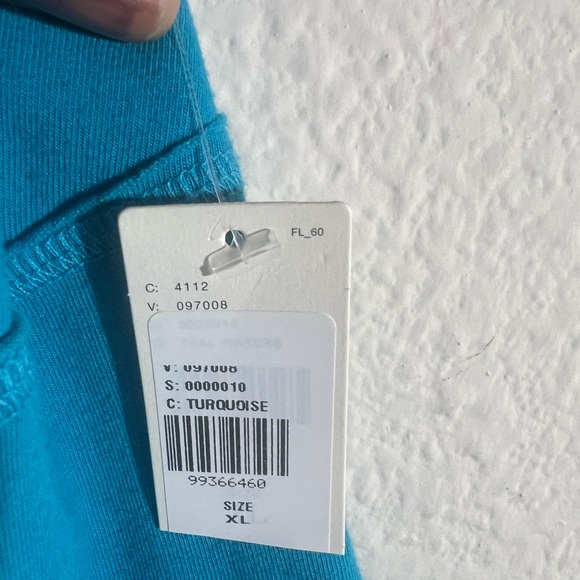 FL_60
C: 4112
V: 097008
V: 097008
S: 0000010
C: TURQUOISE
99366460
SIZE
XL